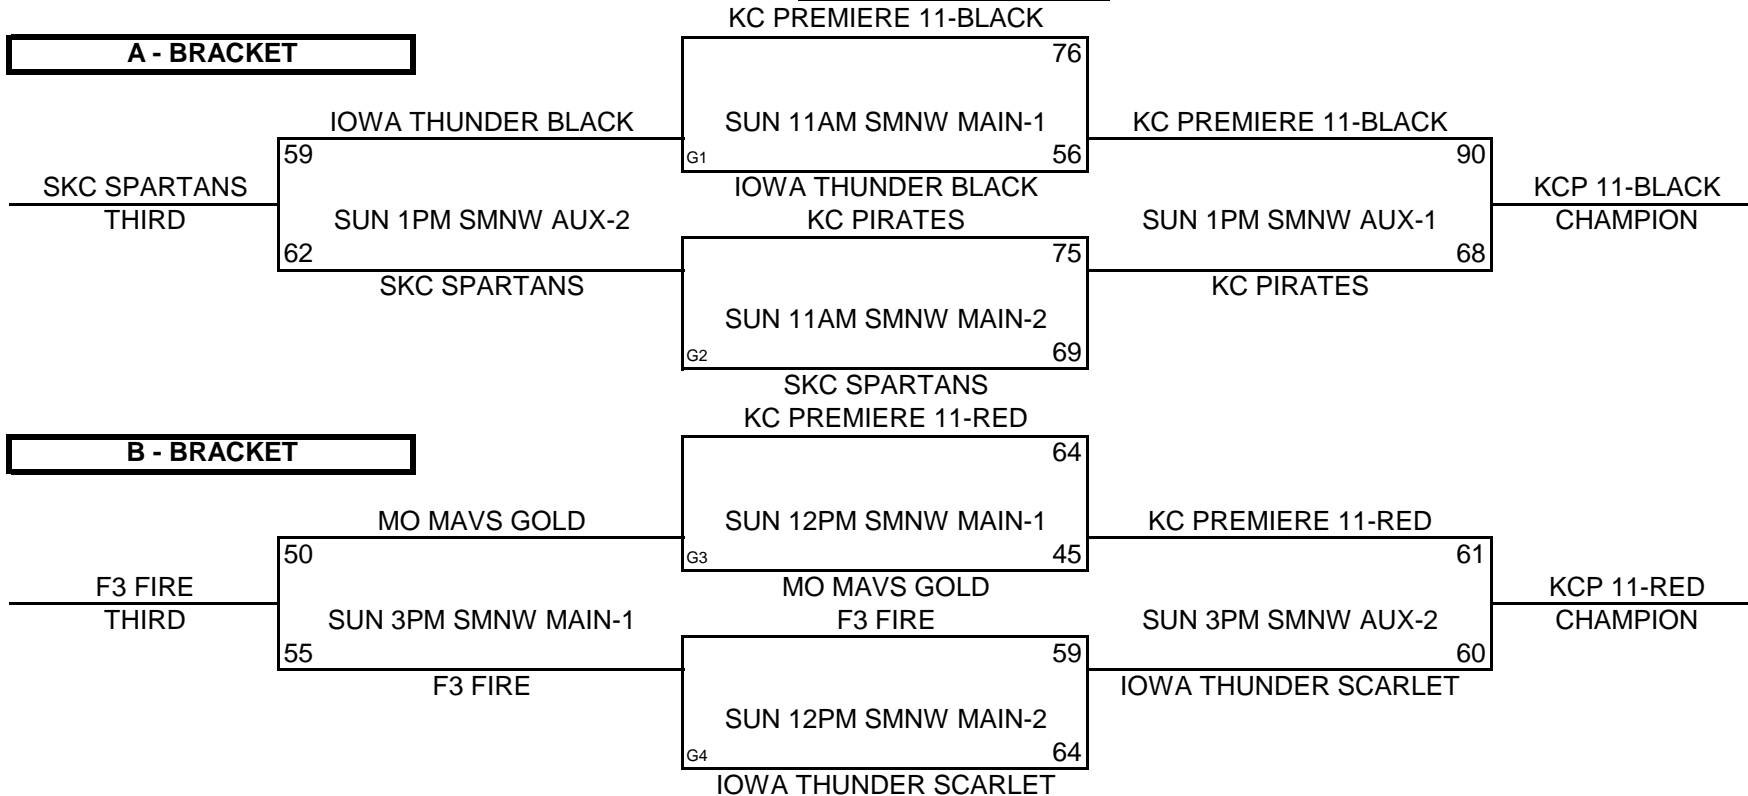 KC PREMIERE 11-BLACK
A - BRACKET
76
IOWA THUNDER BLACK
SUN 11AM SMNW MAIN-1
KC PREMIERE 11-BLACK
59
G1
56
90
SKC SPARTANS
IOWA THUNDER BLACK
KCP 11-BLACK
THIRD
SUN 1PM SMNW AUX-2
KC PIRATES
SUN 1PM SMNW AUX-1
CHAMPION
62
75
68
SKC SPARTANS
KC PIRATES
SUN 11AM SMNW MAIN-2
G2
69
SKC SPARTANS
KC PREMIERE 11-RED
B - BRACKET
64
MO MAVS GOLD
SUN 12PM SMNW MAIN-1
KC PREMIERE 11-RED
50
G3
45
61
F3 FIRE
MO MAVS GOLD
KCP 11-RED
THIRD
SUN 3PM SMNW MAIN-1
F3 FIRE
SUN 3PM SMNW AUX-2
CHAMPION
55
59
60
F3 FIRE
IOWA THUNDER SCARLET
SUN 12PM SMNW MAIN-2
G4
64
IOWA THUNDER SCARLET